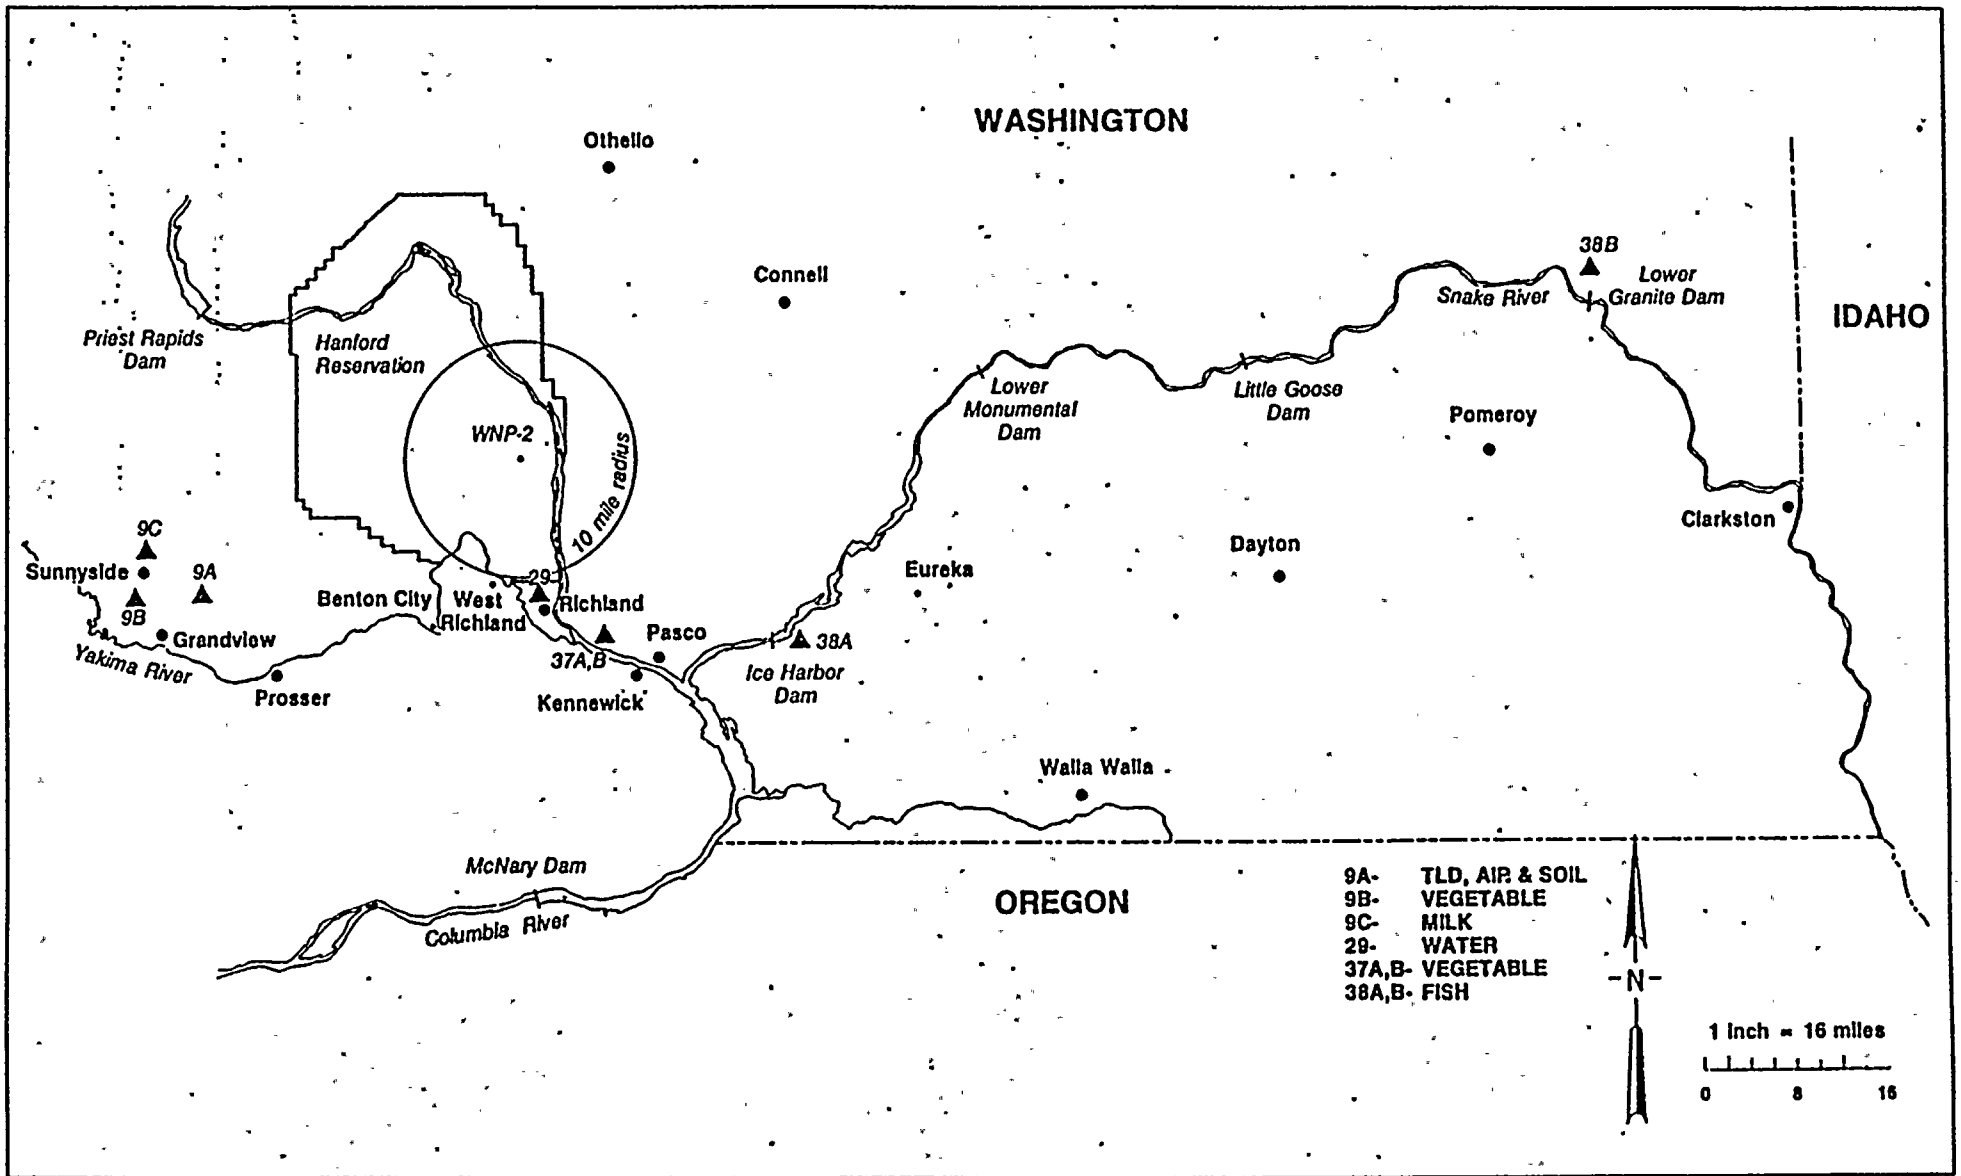 WASHINGTON
Othello
38B
Connell
Lower
Granite Dam
Snake River
IDAHO
Priest Rapids
Dam
Hanford
Reservation
Lower
Monumental
Dam
Little Goose
Dam
Pomeroy
WNP-2
10 mile radius
Clarkston
9C
Sunnyside
9A
9B
Grandview
Yakima River
Prosser
Benton City
West
Richland
29
Richland
37A,B
Pasco
Kennewick
38A
Ice Harbor
Dam
Eureka
Dayton
Walla Walla
McNary Dam
Columbia River
OREGON
9A- TLD, AIR & SOIL
9B- VEGETABLE
9C- MILK
29- WATER
37A,B- VEGETABLE
38A,B- FISH
-N-
1 inch = 16 miles
0 8 16